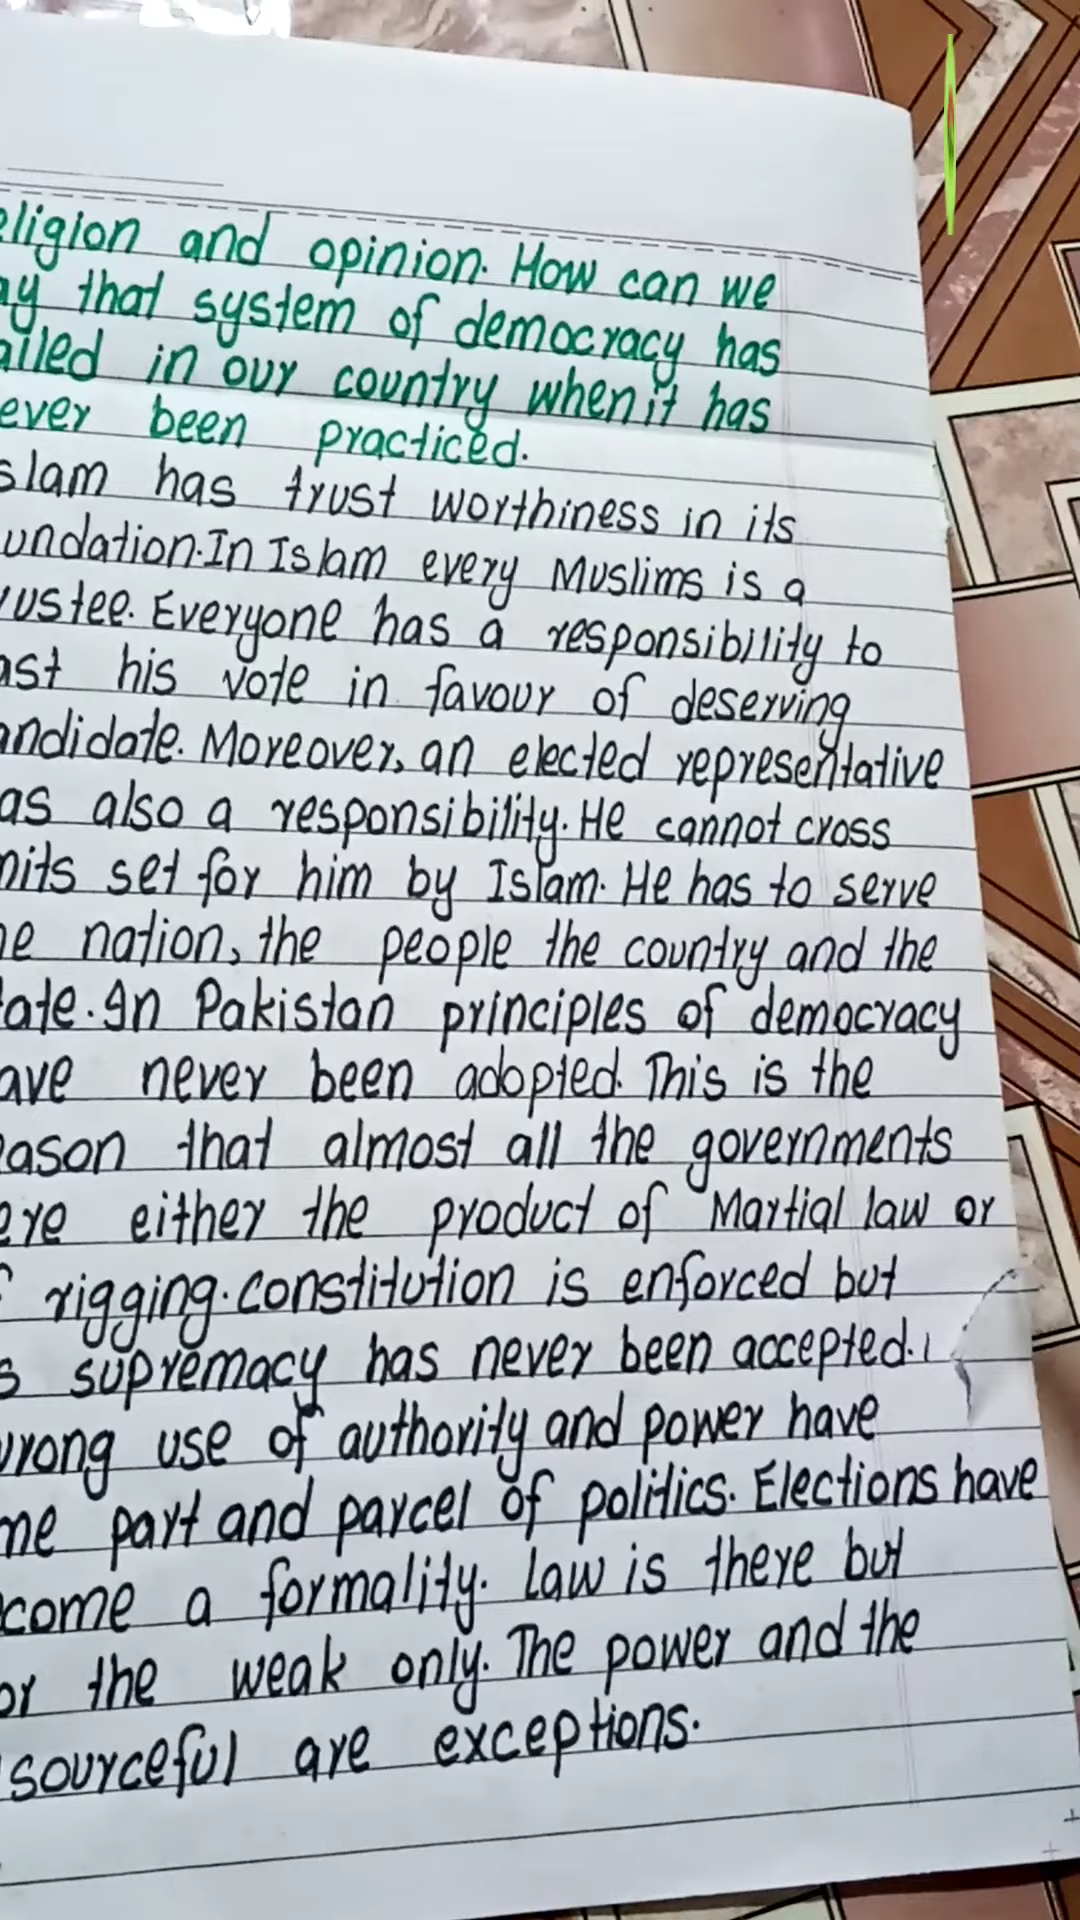 eligion and opinion. How can we
ay that system of democracy has
ailed in our country when it has
ever been practiced.
slam has trust worthiness in its
undation. In Islam every Muslims is a
rustee. Everyone has a responsibility to
ast his vote in favour of deserving
andidate. Moreover, an elected representative
as also a responsibility. He cannot cross
mits set for him by Islam. He has to serve
he nation, the people the country and the
tate. In Pakistan principles of democracy
ave never been adopted. This is the
eason that almost all the governments
ere either the product of Martial law or
f rigging. constitution is enforced but
s supremacy has never been accepted.
wrong use of authority and power have
me part and parcel of politics. Elections have
come a formality. Law is there but
or the weak only. The power and the
sourceful are exceptions.